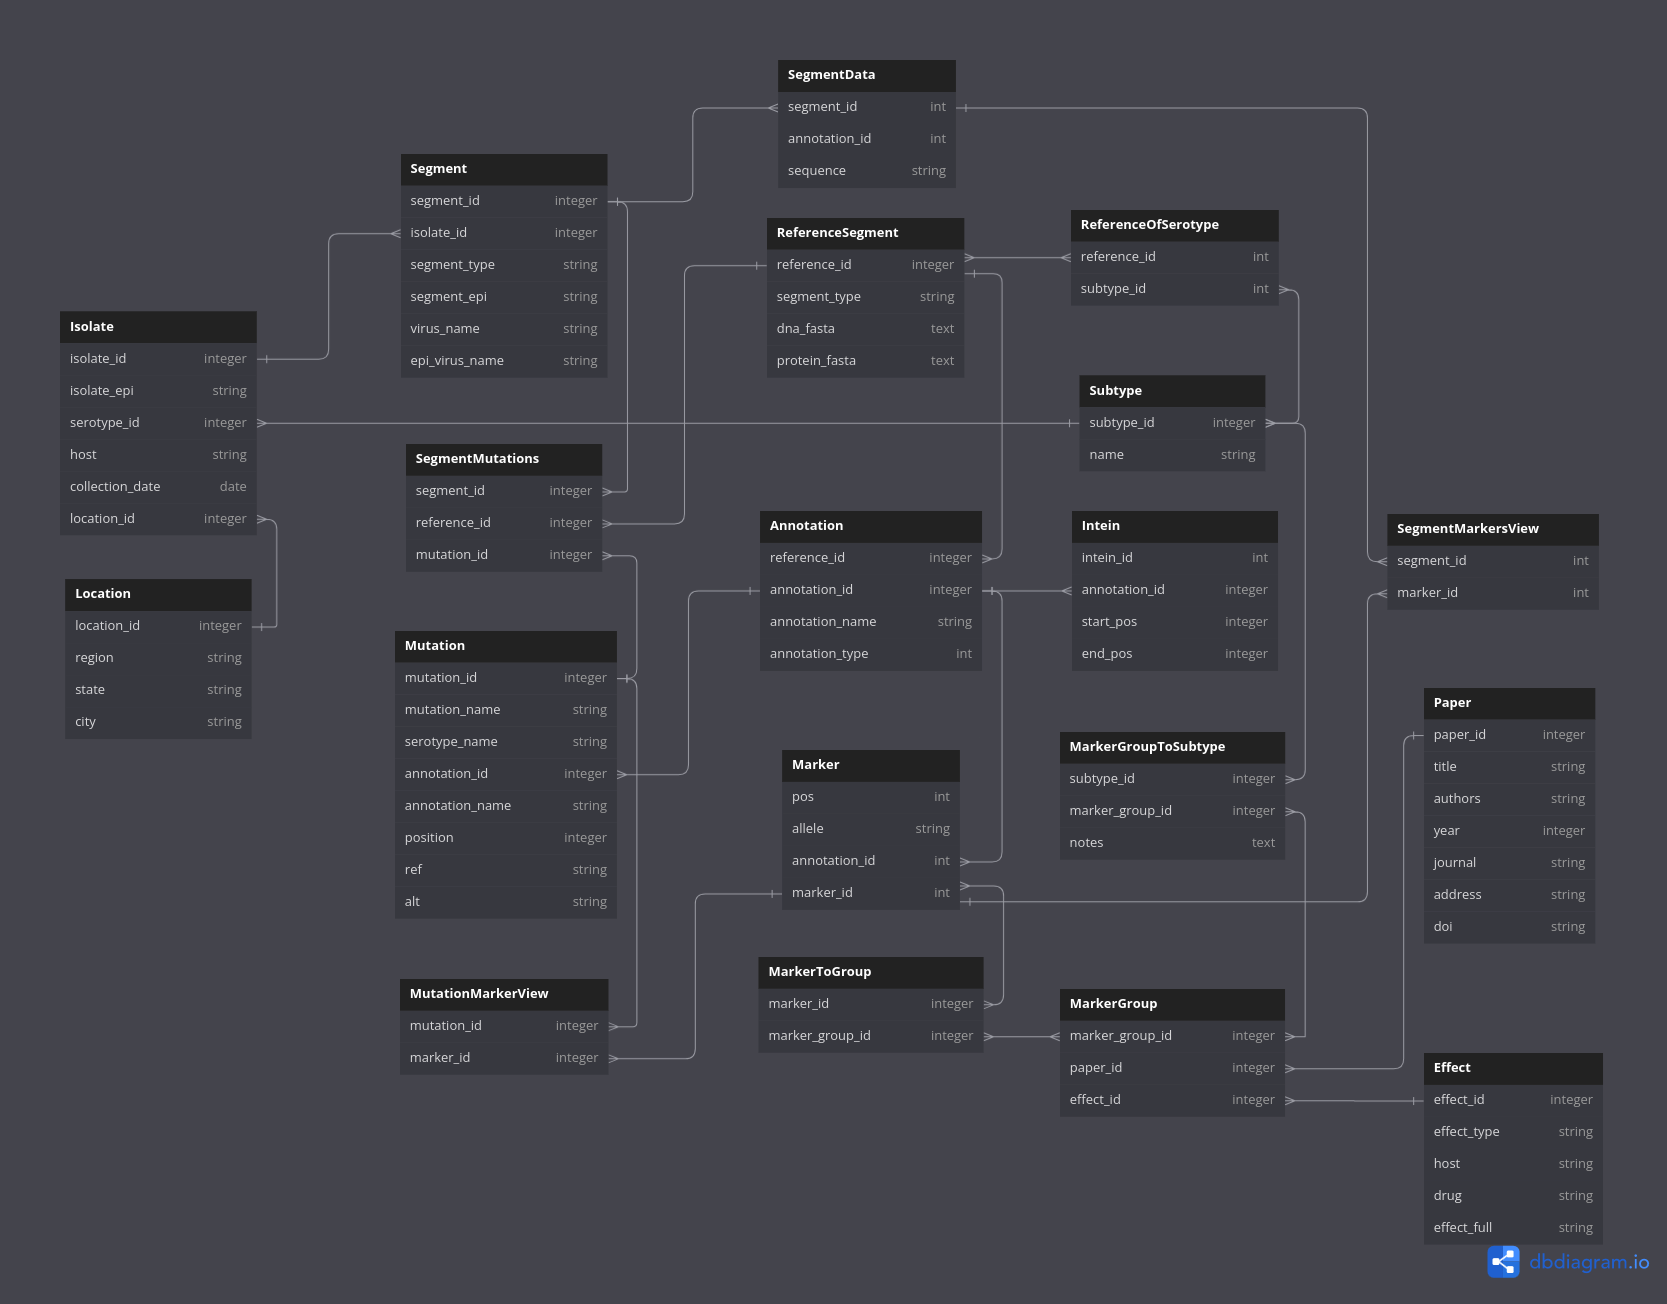 SegmentData
segment_id int
annotation_id int
sequence string
Segment
segment_id integer
isolate_id integer
segment_type string
segment_epi string
virus_name string
epi_virus_name string
ReferenceSegment
reference_id integer
segment_type string
dna_fasta text
protein_fasta text
ReferenceOfSerotype
reference_id int
subtype_id int
Isolate
isolate_id integer
isolate_epi string
serotype_id integer
host string
collection_date date
location_id integer
Subtype
subtype_id integer
name string
SegmentMutations
segment_id integer
reference_id integer
mutation_id integer
Annotation
reference_id integer
annotation_id integer
annotation_name string
annotation_type int
Intein
intein_id int
annotation_id integer
start_pos integer
end_pos integer
SegmentMarkersView
segment_id int
marker_id int
Location
location_id integer
region string
state string
city string
Mutation
mutation_id integer
mutation_name string
serotype_name string
annotation_id integer
annotation_name string
position integer
ref string
alt string
Paper
paper_id integer
title string
authors string
year integer
journal string
address string
doi string
MarkerGroupToSubtype
subtype_id integer
marker_group_id integer
notes text
Marker
pos int
allele string
annotation_id int
marker_id int
MarkerToGroup
marker_id integer
marker_group_id integer
MutationMarkerView
mutation_id integer
marker_id integer
MarkerGroup
marker_group_id integer
paper_id integer
effect_id integer
Effect
effect_id integer
effect_type string
host string
drug string
effect_full string
dbdiagram.io